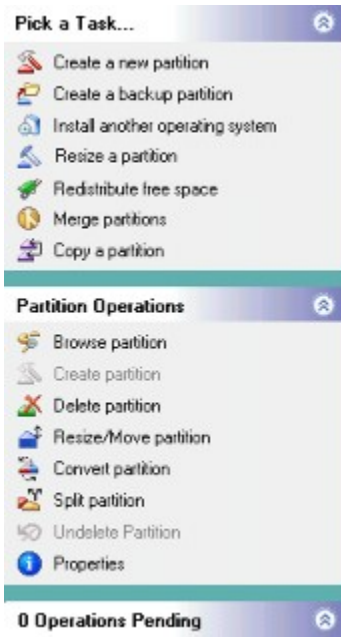 Pick a Task...
Create a new partition
Create a backup partition
Install another operating system
Resize a partition
Redistribute free space
Merge partitions
Copy a partition
Partition Operations
Browse partition
Create partition
Delete partition
Resize/Move partition
Convert partition
Split partition
Undelete Partition
Properties
0 Operations Pending